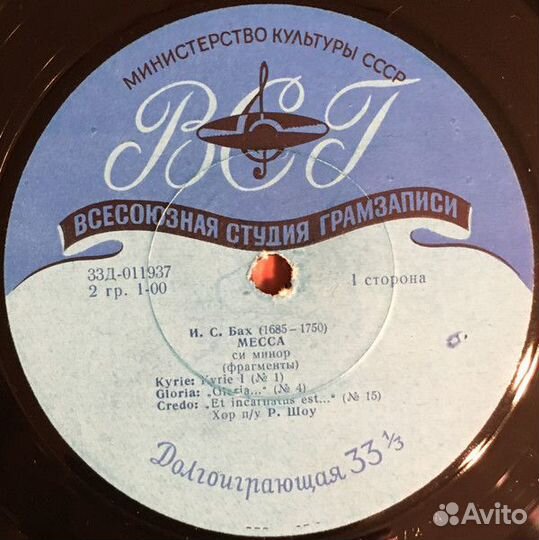 МИНИСТЕРСТВО КУЛЬТУРЫ СССР
ВСГ
ВСЕСОЮЗНАЯ СТУДИЯ ГРАМЗАПИСИ
33Д-011937
2 гр. 1-00
1 сторона
И. С. Бах (1685–1750)
МЕССА
си минор
(фрагменты)
Kyrie: Kyrie 1 (№ 1)
Gloria: „Gloria...“ (№ 4)
Credo: „Et incarnatus est...“ (№ 15)
Хор п/у Р. Шоу
Долгоиграющая 33 1/3
Avito